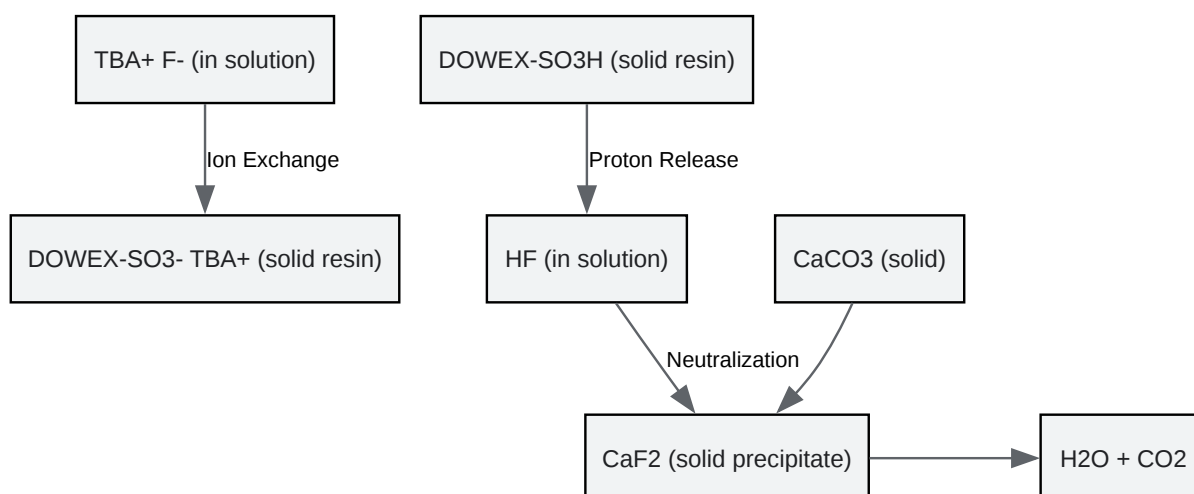 TBA+ F- (in solution)
DOWEX-SO3H (solid resin)
Ion Exchange
Proton Release
DOWEX-SO3- TBA+ (solid resin)
HF (in solution)
CaCO3 (solid)
Neutralization
CaF2 (solid precipitate)
H2O + CO2